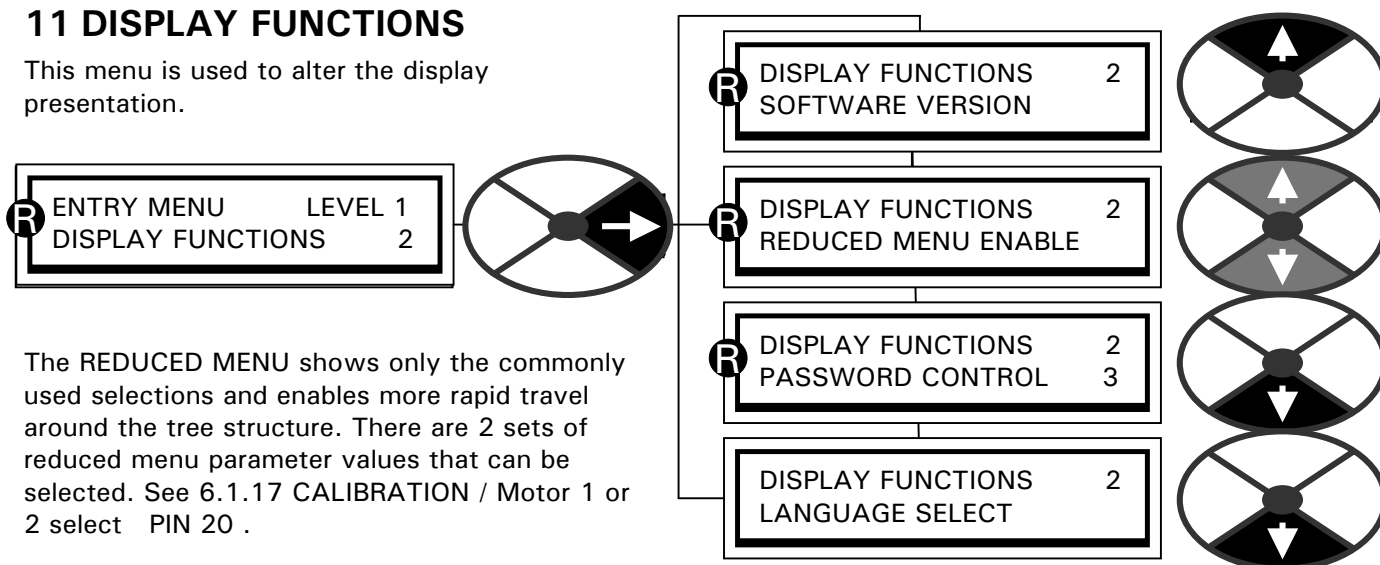 11 DISPLAY FUNCTIONS
This menu is used to alter the display
presentation.
R
ENTRY MENU LEVEL 1
DISPLAY FUNCTIONS 2
The REDUCED MENU shows only the commonly
used selections and enables more rapid travel
around the tree structure. There are 2 sets of
reduced menu parameter values that can be
selected. See 6.1.17 CALIBRATION / Motor 1 or
2 select PIN 20 .
R
DISPLAY FUNCTIONS 2
SOFTWARE VERSION
R
DISPLAY FUNCTIONS 2
REDUCED MENU ENABLE
R
DISPLAY FUNCTIONS 2
PASSWORD CONTROL 3
DISPLAY FUNCTIONS 2
LANGUAGE SELECT